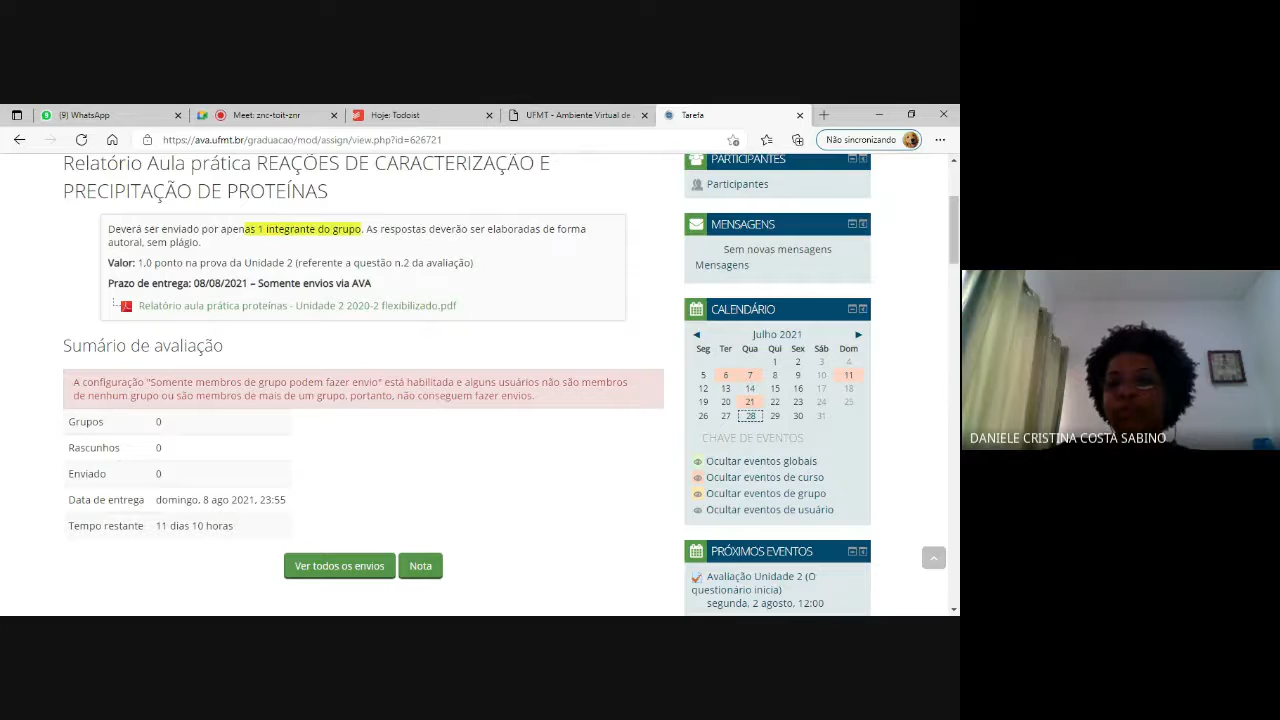 (9) WhatsApp
Meet: znc-toit-znr
Hoje: Todoist
UFMT - Ambiente Virtual de
Tarefa
https://ava.ufmt.br/graduacao/mod/assign/view.php?id=626721
Não sincronizando
Relatório Aula prática REAÇÕES DE CARACTERIZAÇÃO E
PRECIPITAÇÃO DE PROTEÍNAS
Deverá ser enviado por apenas 1 integrante do grupo. As respostas deverão ser elaboradas de forma
autoral, sem plágio.
Valor: 1,0 ponto na prova da Unidade 2 (referente a questão n.2 da avaliação)
Prazo de entrega: 08/08/2021 – Somente envios via AVA
Relatório aula prática proteínas - Unidade 2 2020-2 flexibilizado.pdf
Sumário de avaliação
A configuração "Somente membros de grupo podem fazer envio" está habilitada e alguns usuários não são membros
de nenhum grupo ou são membros de mais de um grupo, portanto, não conseguem fazer envios.
Grupos 0
Rascunhos 0
Enviado 0
Data de entrega domingo, 8 ago 2021, 23:55
Tempo restante 11 dias 10 horas
Ver todos os envios Nota
PARTICIPANTES
Participantes
MENSAGENS
Sem novas mensagens
Mensagens
CALENDÁRIO
Julho 2021
Seg Ter Qua Qui Sex Sáb Dom
1 2 3 4
5 6 7 8 9 10 11
12 13 14 15 16 17 18
19 20 21 22 23 24 25
26 27 28 29 30 31
CHAVE DE EVENTOS
Ocultar eventos globais
Ocultar eventos de curso
Ocultar eventos de grupo
Ocultar eventos de usuário
PRÓXIMOS EVENTOS
Avaliação Unidade 2 (O
questionário inicia)
segunda, 2 agosto, 12:00
DANIELE CRISTINA COSTA SABINO